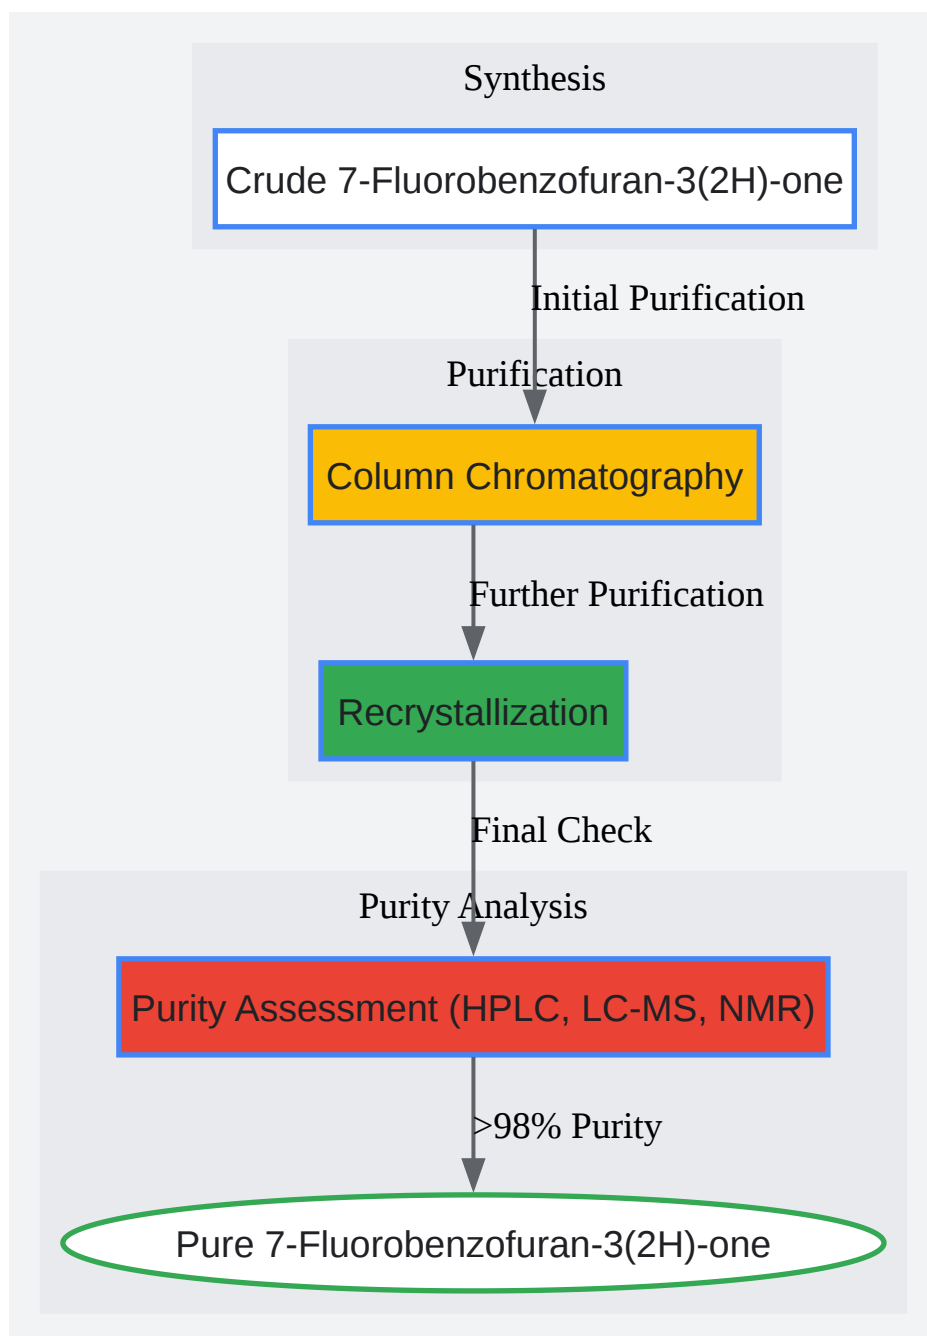 Synthesis
Crude 7-Fluorobenzofuran-3(2H)-one
Initial Purification
Purification
Column Chromatography
Further Purification
Recrystallization
Final Check
Purity Analysis
Purity Assessment (HPLC, LC-MS, NMR)
>98% Purity
Pure 7-Fluorobenzofuran-3(2H)-one